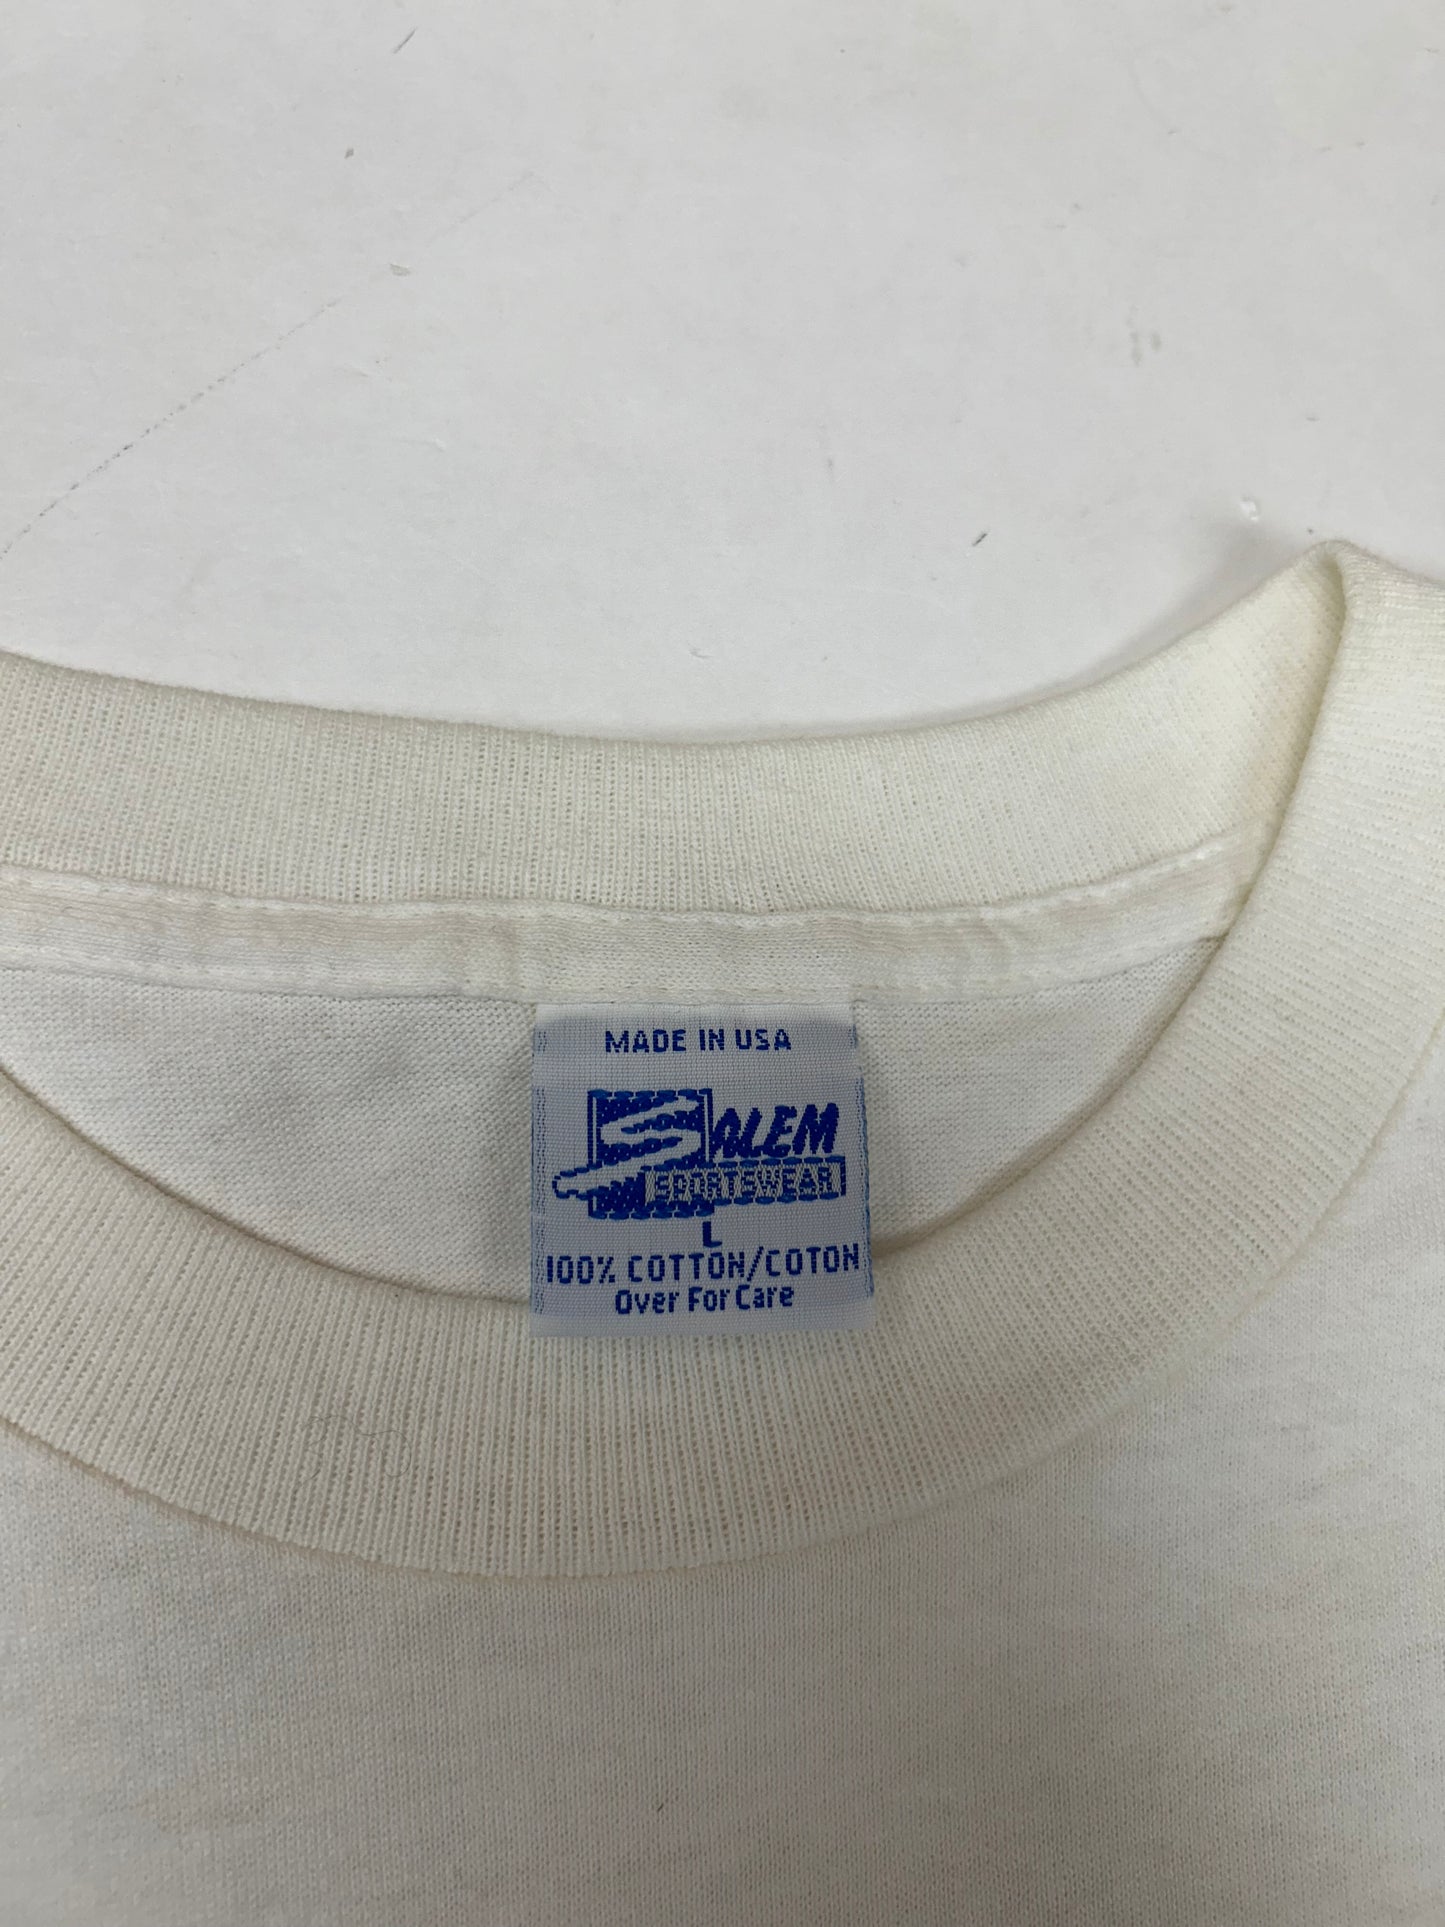 MADE IN USA
SALEM
SPORTSWEAR
L
100% COTTON/COTON
Over For Care